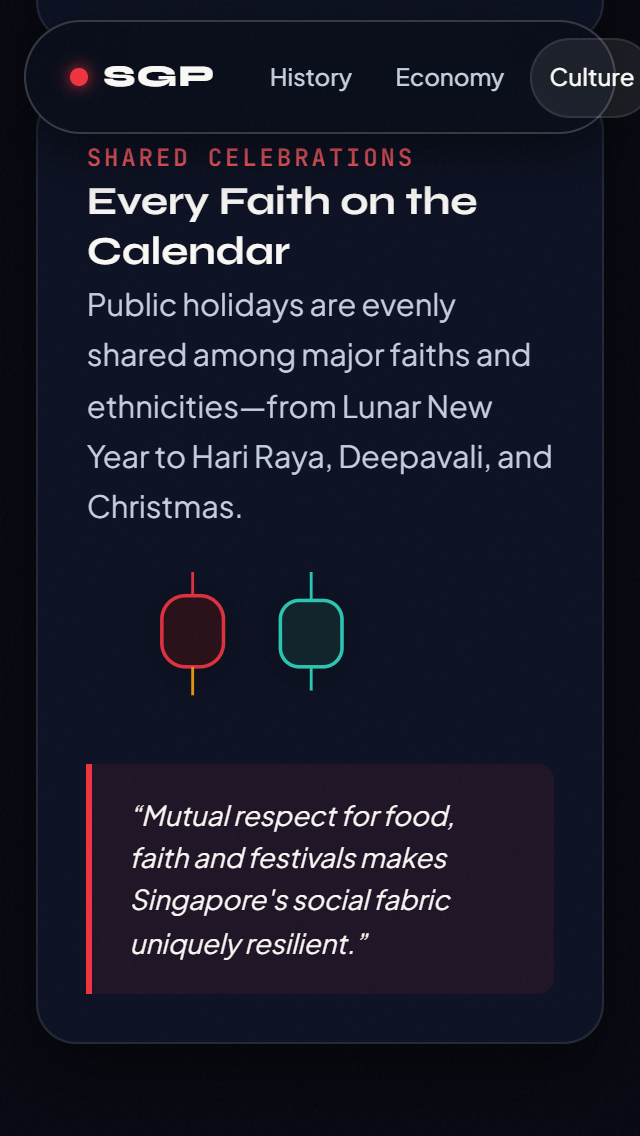 SGP History Economy Culture
SHARED CELEBRATIONS
Every Faith on the
Calendar
Public holidays are evenly
shared among major faiths and
ethnicities—from Lunar New
Year to Hari Raya, Deepavali, and
Christmas.
“Mutual respect for food,
faith and festivals makes
Singapore's social fabric
uniquely resilient.”